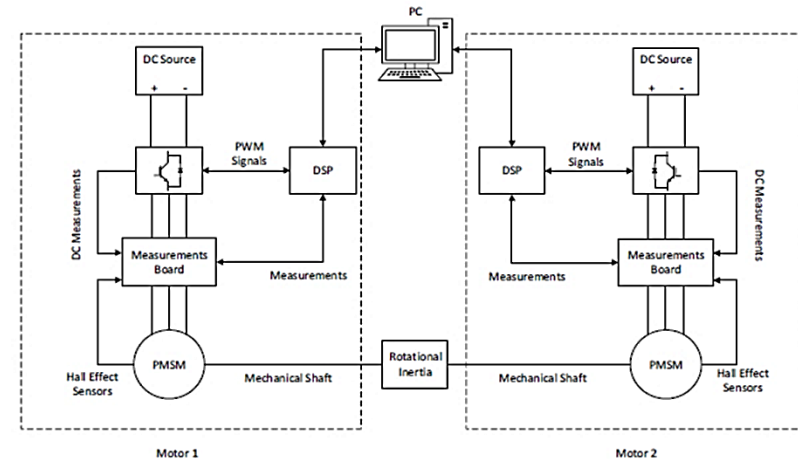 PC
DC Source
+ -
PWM
Signals
DSP
DC Measurements
Measurements
Board
Measurements
PMSM
Hall Effect
Sensors
Mechanical Shaft
Rotational
Inertia
Motor 1
DC Source
+ -
PWM
Signals
DSP
DC Measurements
Measurements
Board
Measurements
PMSM
Hall Effect
Sensors
Mechanical Shaft
Motor 2